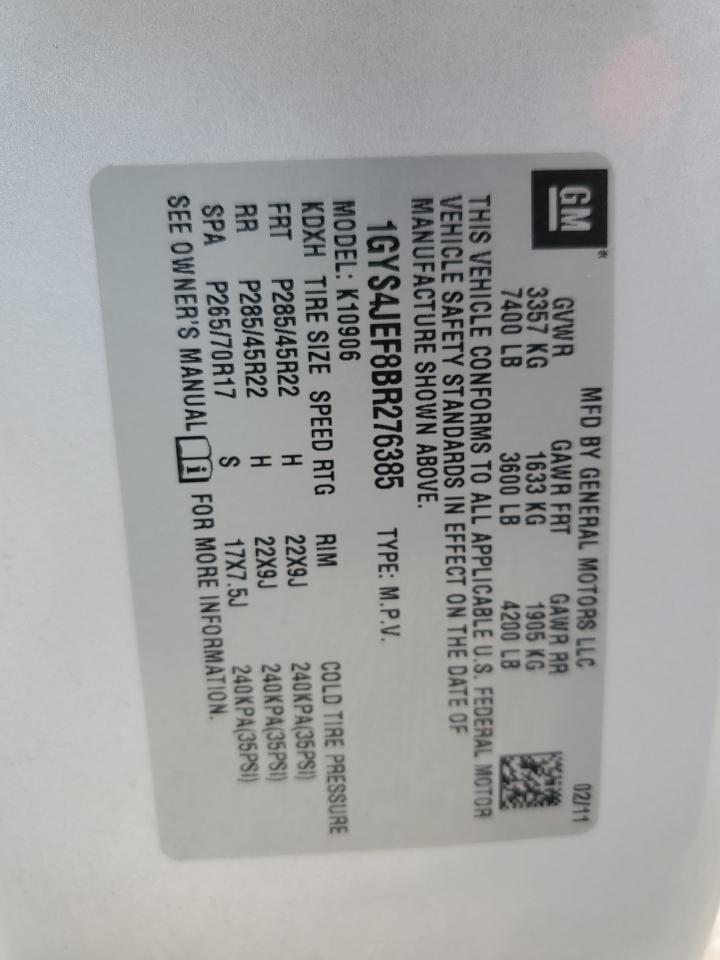 GM®
MFD BY GENERAL MOTORS LLC 02/11
GVWR GAWR FRT GAWR RR
3357 KG 1633 KG 1905 KG
7400 LB 3600 LB 4200 LB
THIS VEHICLE CONFORMS TO ALL APPLICABLE U.S. FEDERAL MOTOR
VEHICLE SAFETY STANDARDS IN EFFECT ON THE DATE OF
MANUFACTURE SHOWN ABOVE.
1GYS4JEF8BR276385 TYPE: M.P.V.
MODEL: K10906
KDXH TIRE SIZE SPEED RTG RIM COLD TIRE PRESSURE
FRT P285/45R22 H 22X9J 240KPA(35PSI)
RR P285/45R22 H 22X9J 240KPA(35PSI)
SPA P265/70R17 S 17X7.5J 240KPA(35PSI)
SEE OWNER'S MANUAL i FOR MORE INFORMATION.